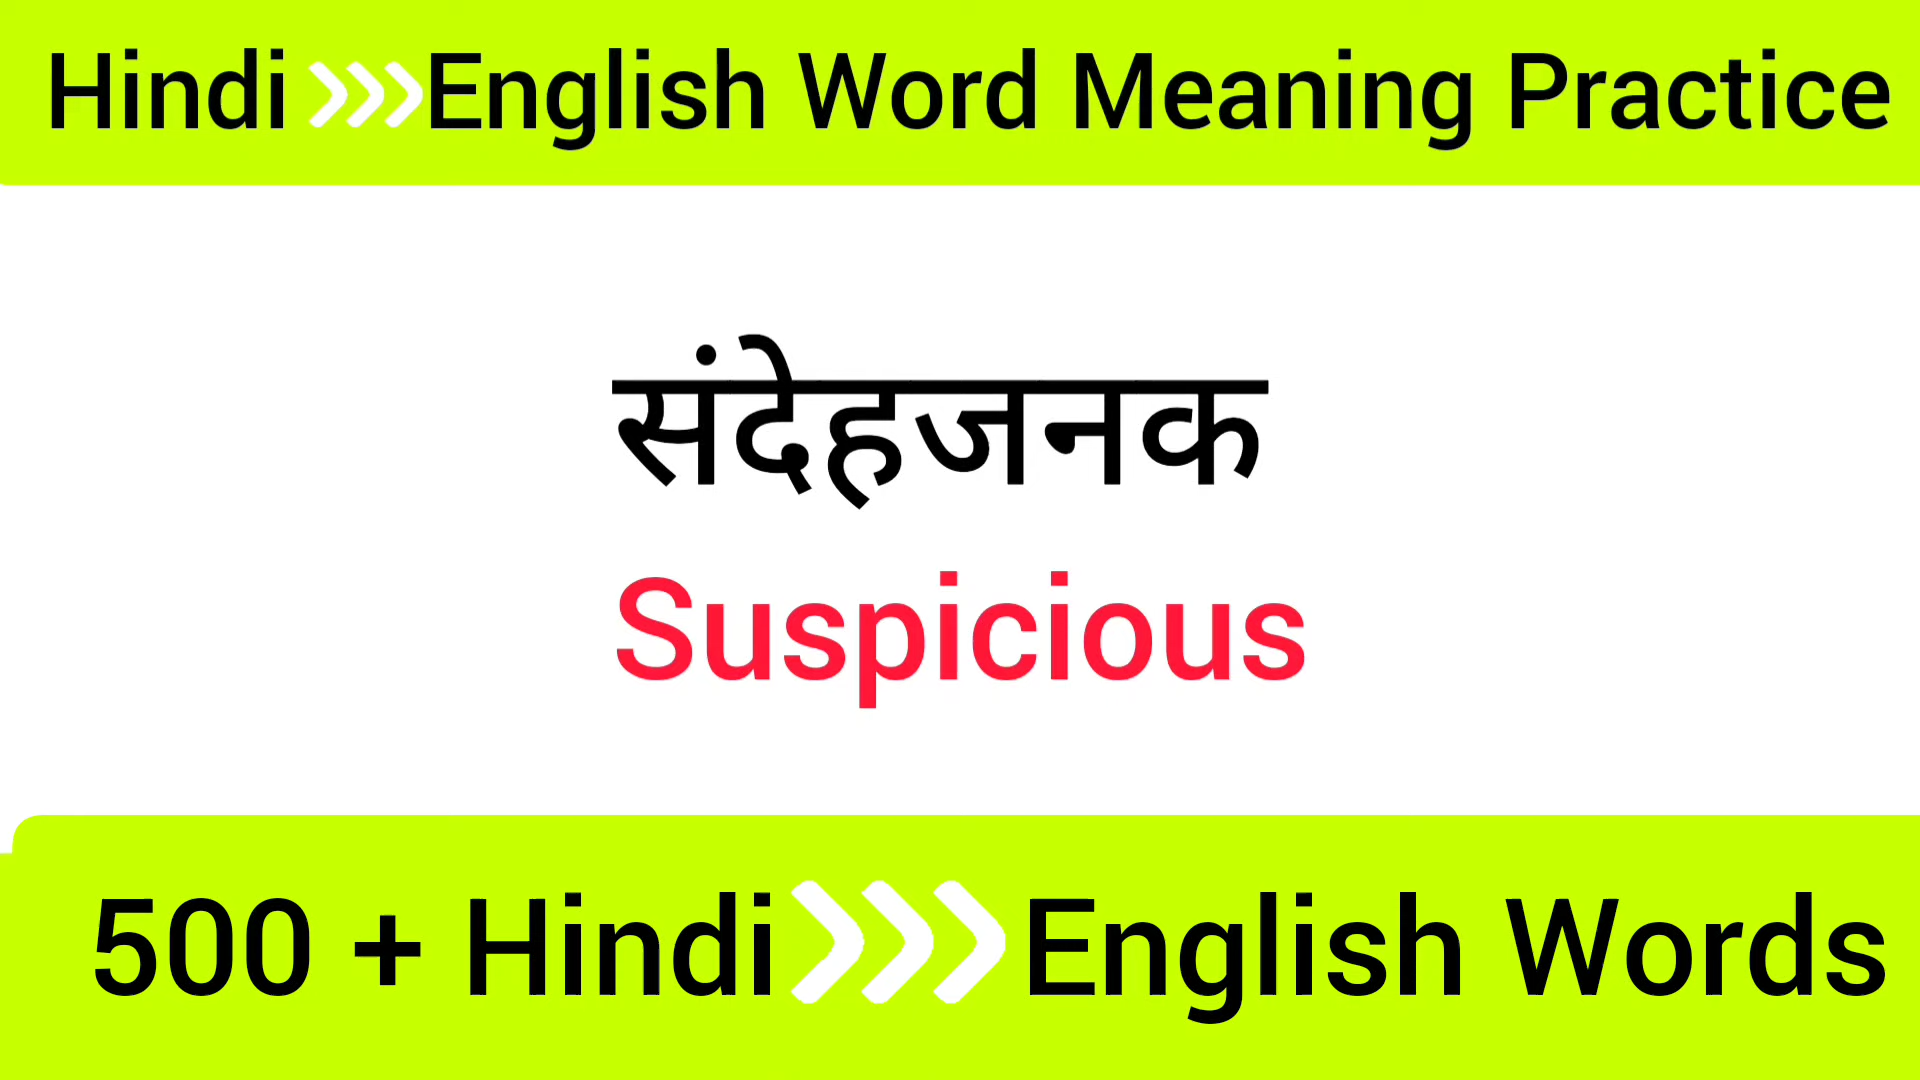 Hindi >>> English Word Meaning Practice
संदेहजनक
Suspicious
500 + Hindi >>> English Words